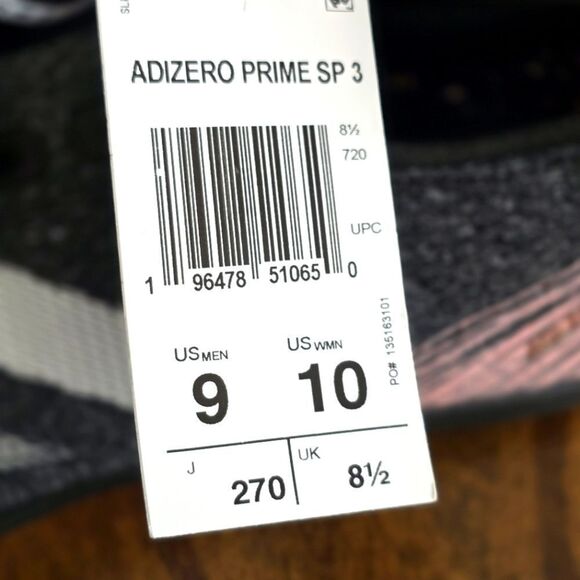 ADIZERO PRIME SP 3
8½
720
UPC
1 96478 51065 0
PO# 135163101
US MEN
9
US WMN
10
J
270
UK
8½